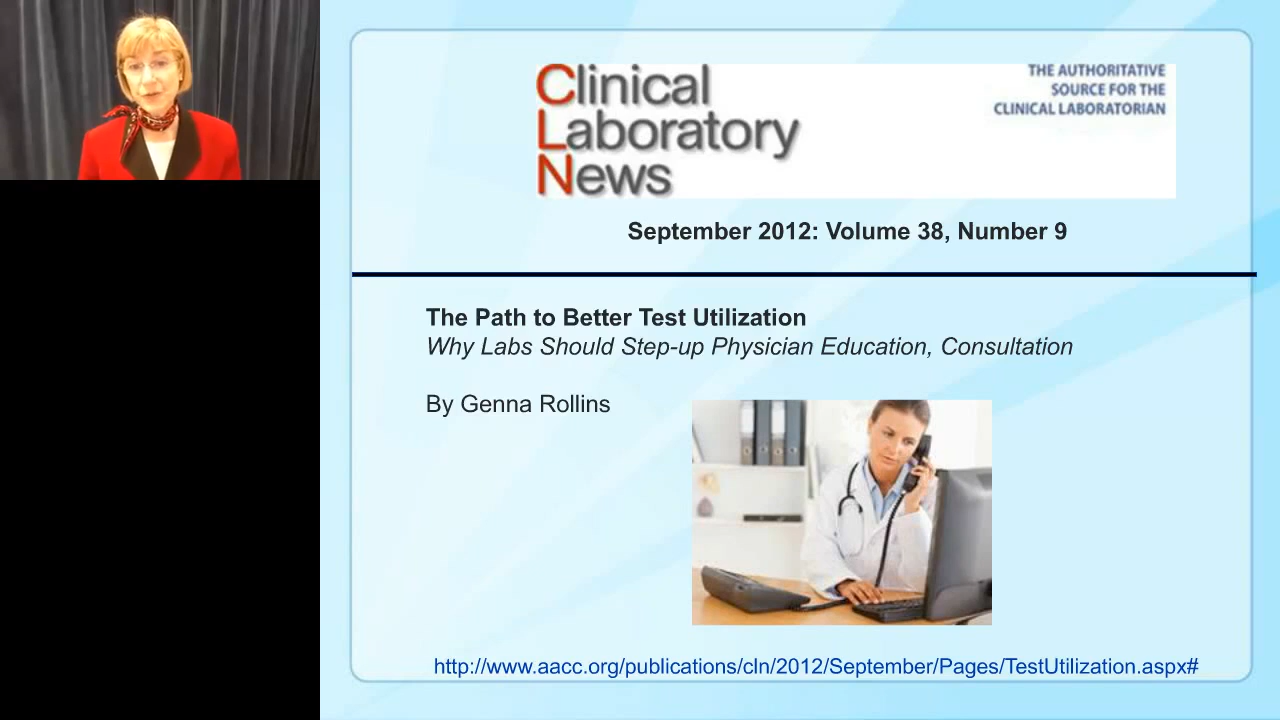 Clinical
Laboratory
News
THE AUTHORITATIVE
SOURCE FOR THE
CLINICAL LABORATORIAN
September 2012: Volume 38, Number 9
The Path to Better Test Utilization
Why Labs Should Step-up Physician Education, Consultation
By Genna Rollins
http://www.aacc.org/publications/cln/2012/September/Pages/TestUtilization.aspx#